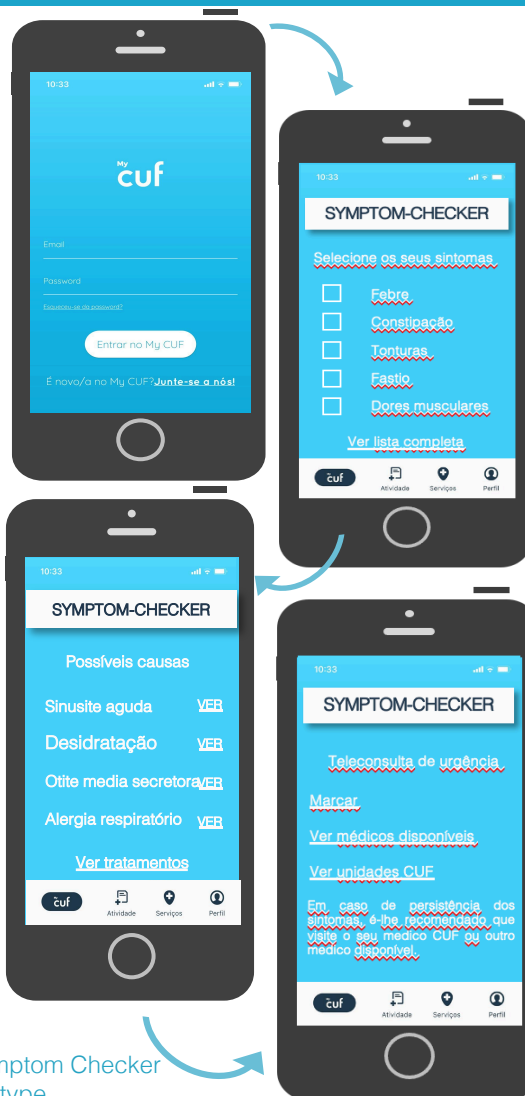 10:33
My
cuf
Email
Password
Esqueceu-se da password?
Entrar no My CUF
É novo/a no My CUF?Junte-se a nós!
10:33
SYMPTOM-CHECKER
Selecione os seus sintomas
Febre
Constipação
Tonturas
Fastio
Dores musculares
Ver lista completa
cuf
Atividade
Serviços
Perfil
10:33
SYMPTOM-CHECKER
Possíveis causas
Sinusite aguda VER
Desidratação VER
Otite media secretora VER
Alergia respiratório VER
Ver tratamentos
cuf
Atividade
Serviços
Perfil
10:33
SYMPTOM-CHECKER
Teleconsulta de urgência
Marcar
Ver médicos disponíveis
Ver unidades CUF
Em caso de persistência dos
sintomas, é-lhe recomendado que
visite o seu medico CUF ou outro
medico disponível.
cuf
Atividade
Serviços
Perfil
Checker